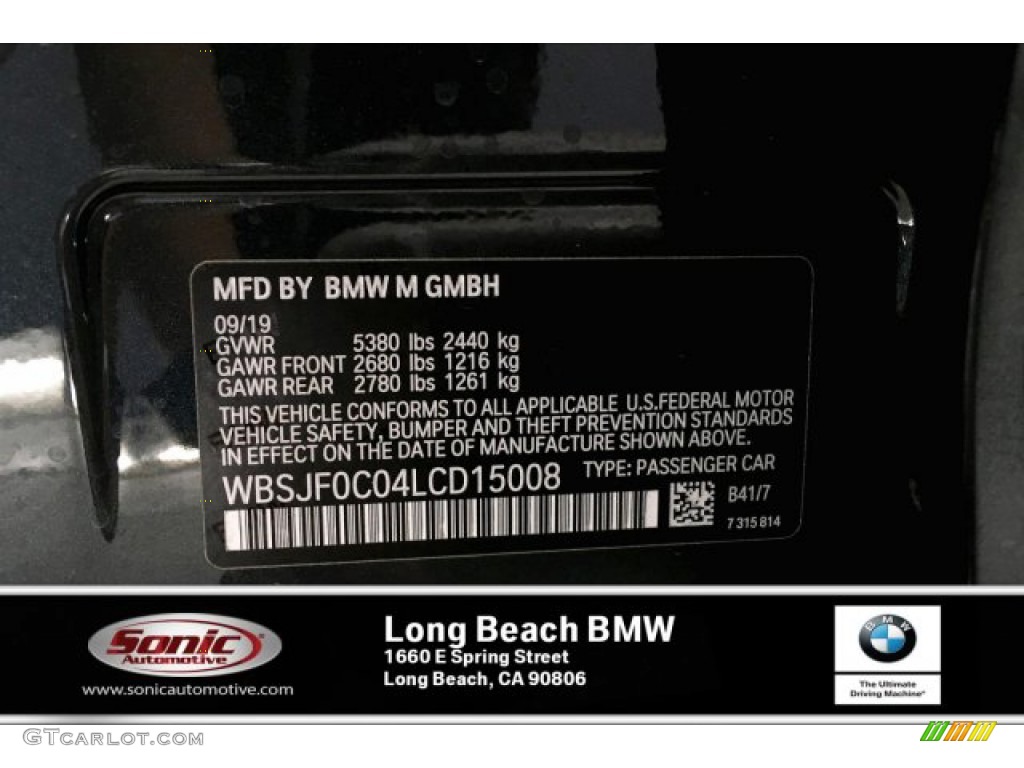 MFD BY BMW M GMBH
09/19
GVWR 5380 lbs 2440 kg
GAWR FRONT 2680 lbs 1216 kg
GAWR REAR 2780 lbs 1261 kg
THIS VEHICLE CONFORMS TO ALL APPLICABLE U.S.FEDERAL MOTOR
VEHICLE SAFETY, BUMPER AND THEFT PREVENTION STANDARDS
IN EFFECT ON THE DATE OF MANUFACTURE SHOWN ABOVE.
WBSJF0C04LCD15008 TYPE: PASSENGER CAR
B41/7
7 315 814
Sonic
Automotive
www.sonicautomotive.com
Long Beach BMW
1660 E Spring Street
Long Beach, CA 90806
BMW
The Ultimate
Driving Machine®
GTcarlot.com